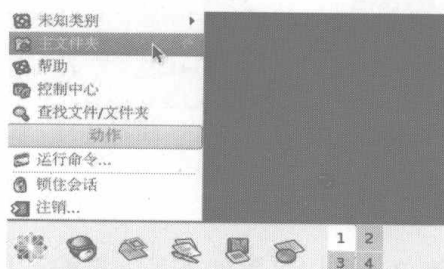 未知类别
主文件夹
帮助
控制中心
查找文件/文件夹
动作
运行命令...
锁住会话
注销...
1 2
3 4